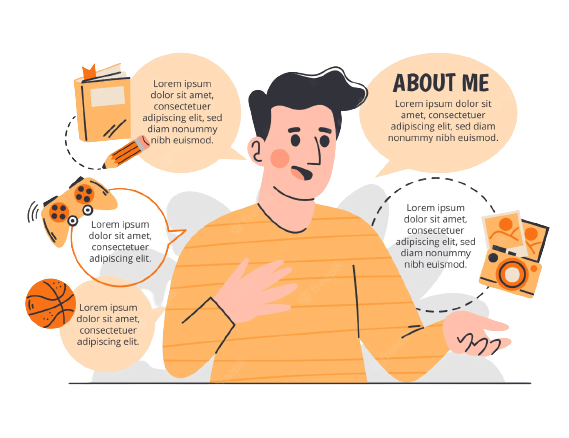 Lorem ipsum
dolor sit amet,
consectetuer
adipiscing elit, sed
diam nonummy
nibh euismod.
ABOUT ME
Lorem ipsum dolor sit
amet, consectetuer
adipiscing elit, sed diam
nonummy nibh euismod.
Lorem ipsum
dolor sit amet,
consectetuer
adipiscing elit.
Lorem ipsum
dolor sit amet,
consectetuer
adipiscing elit, sed
diam nonummy
nibh euismod.
Lorem ipsum
dolor sit amet,
consectetuer
adipiscing elit.